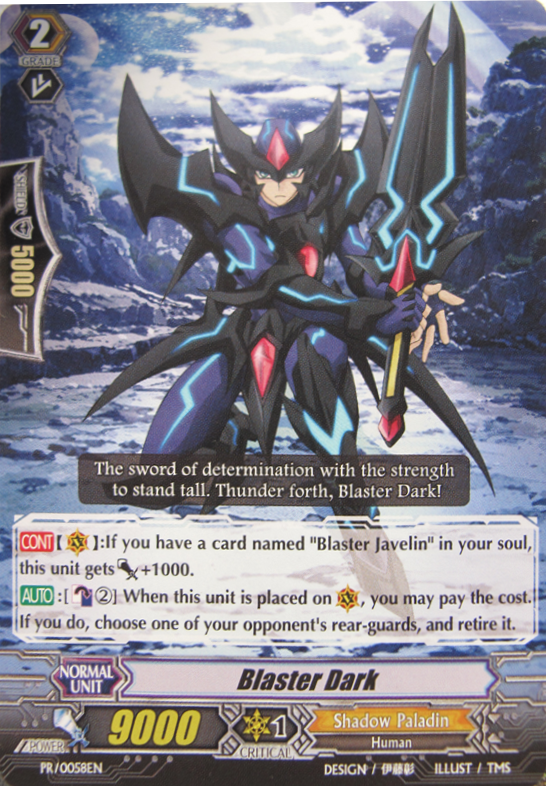 2
GRADE
SHIELD
5000
The sword of determination with the strength
to stand tall. Thunder forth, Blaster Dark!
CONT【 】:If you have a card named "Blaster Javelin" in your soul,
this unit gets +1000.
AUTO:[ ②] When this unit is placed on , you may pay the cost.
If you do, choose one of your opponent's rear-guards, and retire it.
NORMAL
UNIT
Blaster Dark
POWER
9000
1
CRITICAL
Shadow Paladin
Human
PR/0058EN
DESIGN / 伊藤彰
ILLUST / TMS